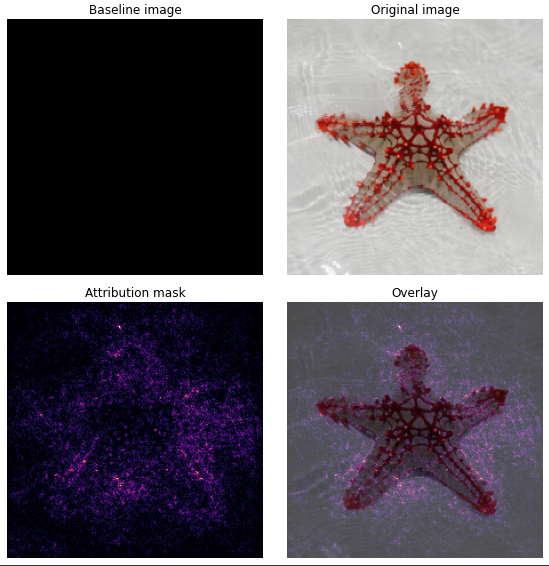 Baseline image
Original image
Attribution mask
Overlay